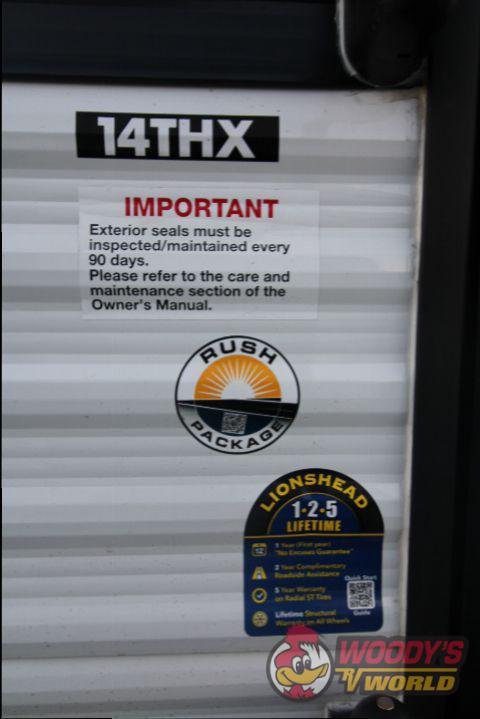 14THX
IMPORTANT
Exterior seals must be
inspected/maintained every
90 days.
Please refer to the care and
maintenance section of the
Owner's Manual.
RUSH
PACKAGE
LIONSHEAD
1·2·5
LIFETIME
1 Year (First year)
"No Excuses Guarantee"
2 Year Complimentary
Roadside Assistance
5 Year Warranty
on Radial ST Tires
Quick Start
Guide
Lifetime Structural
Warranty on All Wheels
12
WOODY'S
RV WORLD